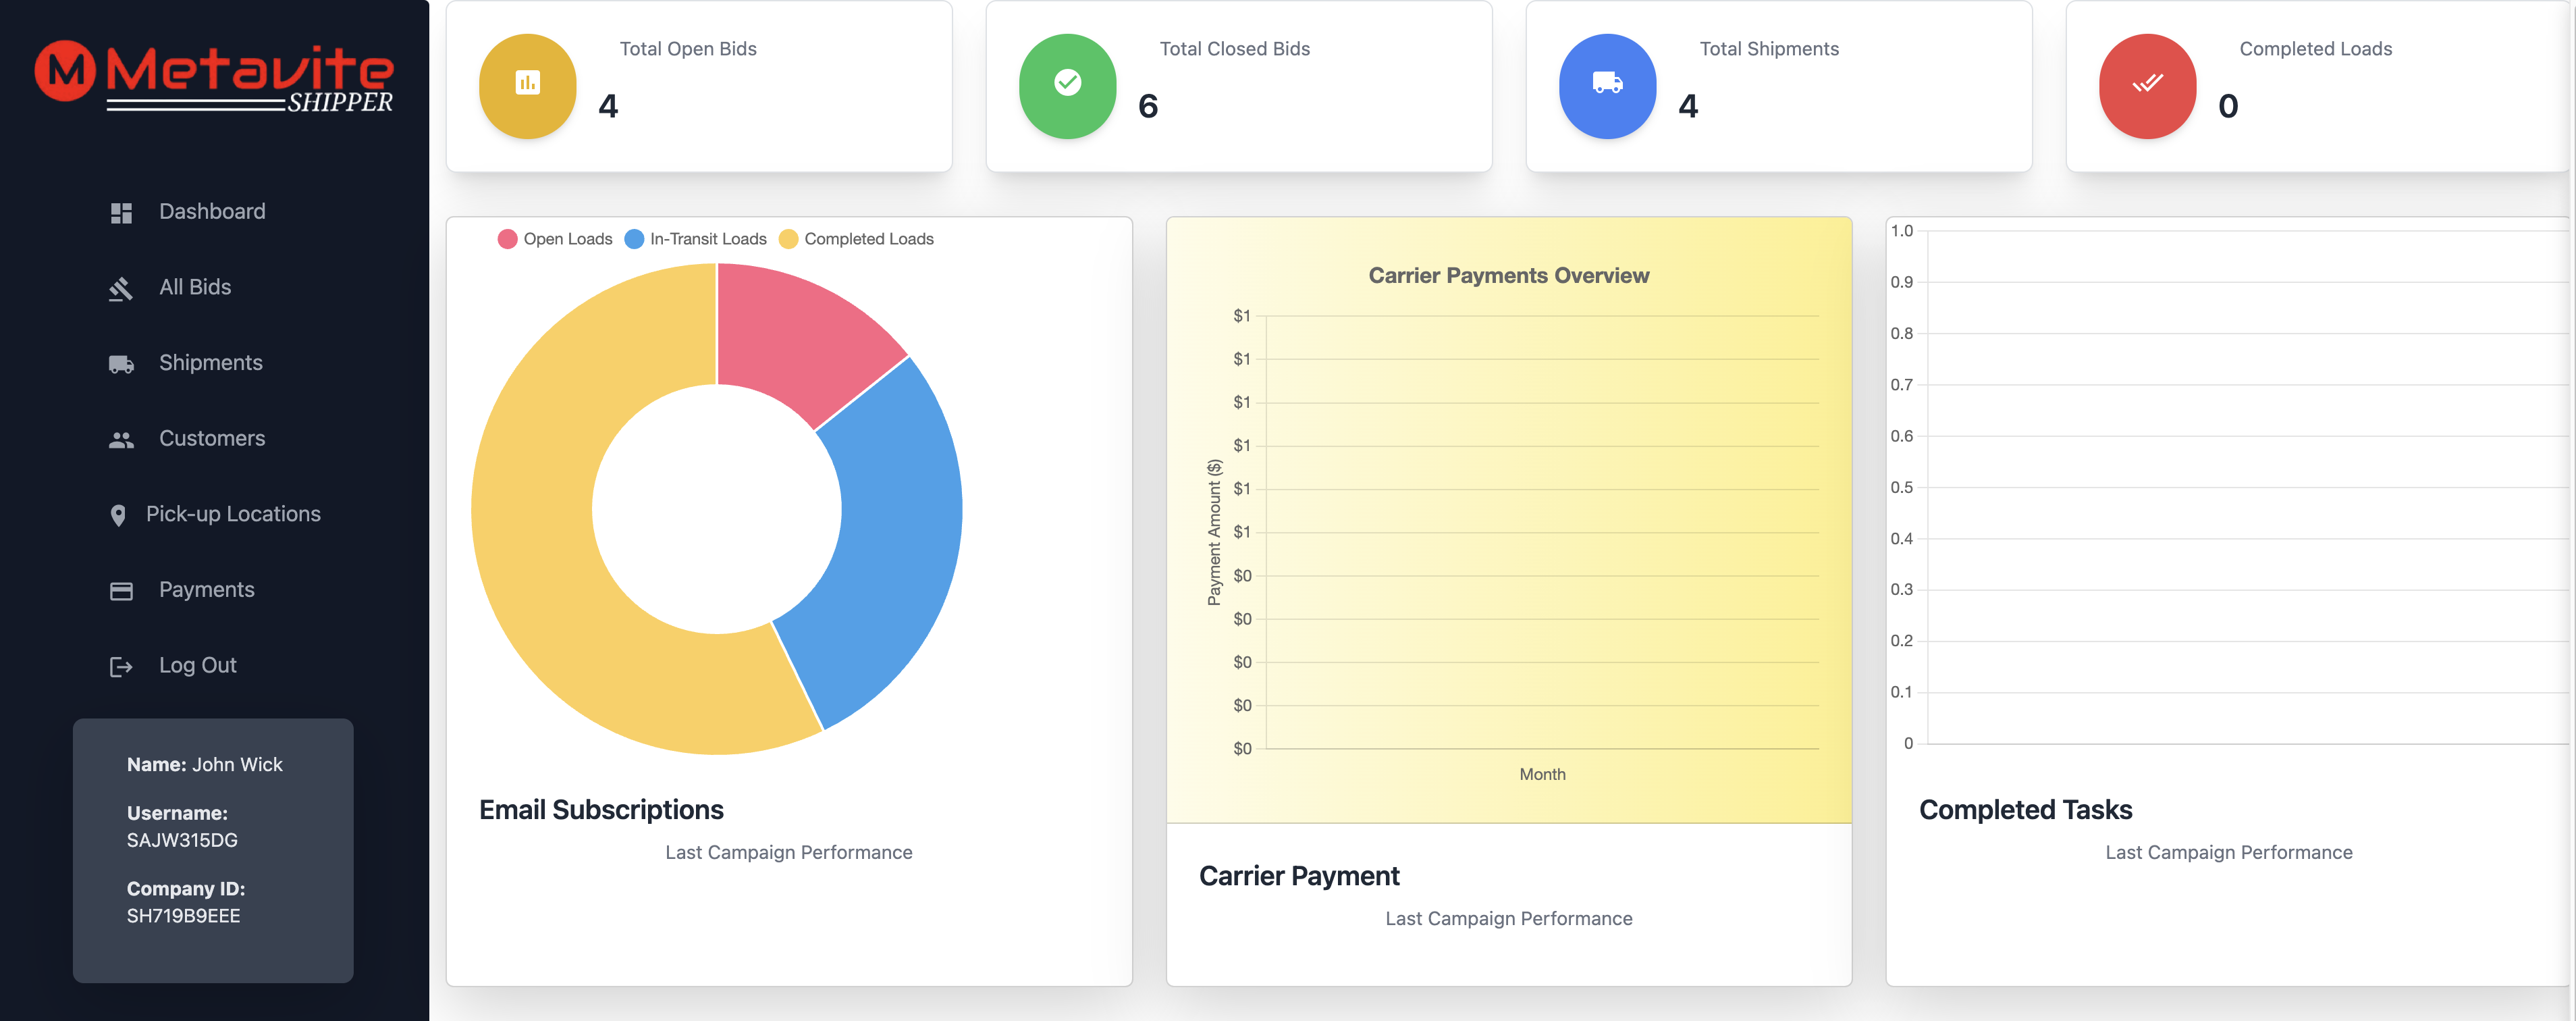 Metavite
SHIPPER
Dashboard
All Bids
Shipments
Customers
Pick-up Locations
Payments
Log Out
Name: John Wick
Username:
SAJW315DG
Company ID:
SH719B9EEE
Total Open Bids
4
Total Closed Bids
6
Total Shipments
4
Completed Loads
0
Open Loads In-Transit Loads Completed Loads
Email Subscriptions
Last Campaign Performance
Carrier Payments Overview
Payment Amount ($)
$1
$1
$1
$1
$1
$1
$0
$0
$0
$0
$0
Month
Carrier Payment
Last Campaign Performance
1.0
0.9
0.8
0.7
0.6
0.5
0.4
0.3
0.2
0.1
0
Completed Tasks
Last Campaign Performance